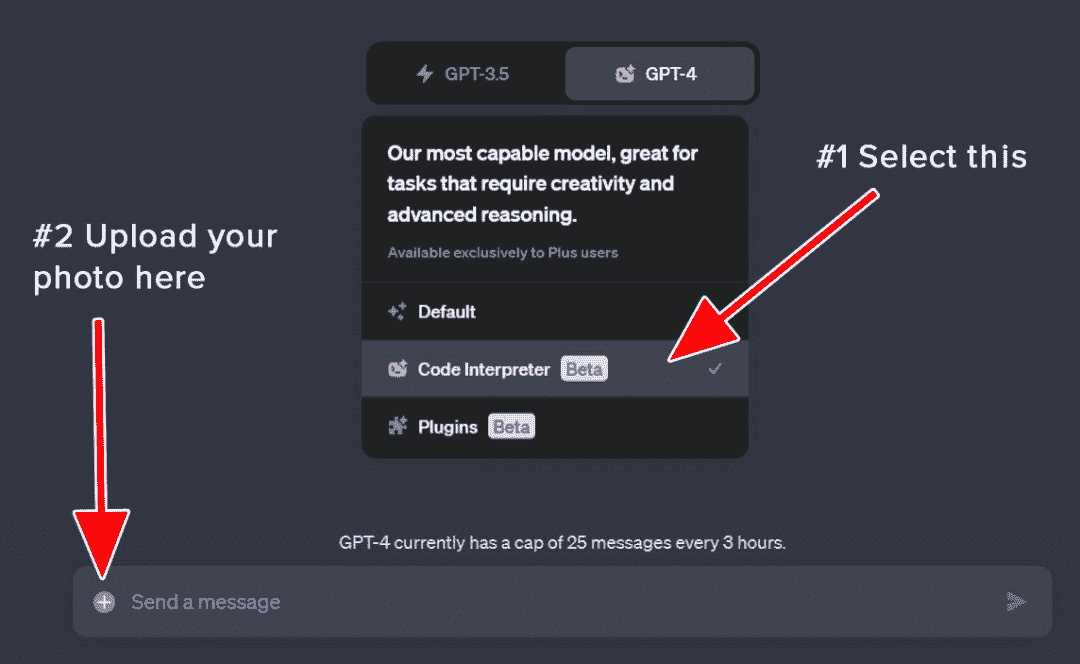 GPT-3.5
GPT-4
Our most capable model, great for
tasks that require creativity and
advanced reasoning.
Available exclusively to Plus users
#1 Select this
#2 Upload your
photo here
Default
Code Interpreter Beta
Plugins Beta
GPT-4 currently has a cap of 25 messages every 3 hours.
Send a message